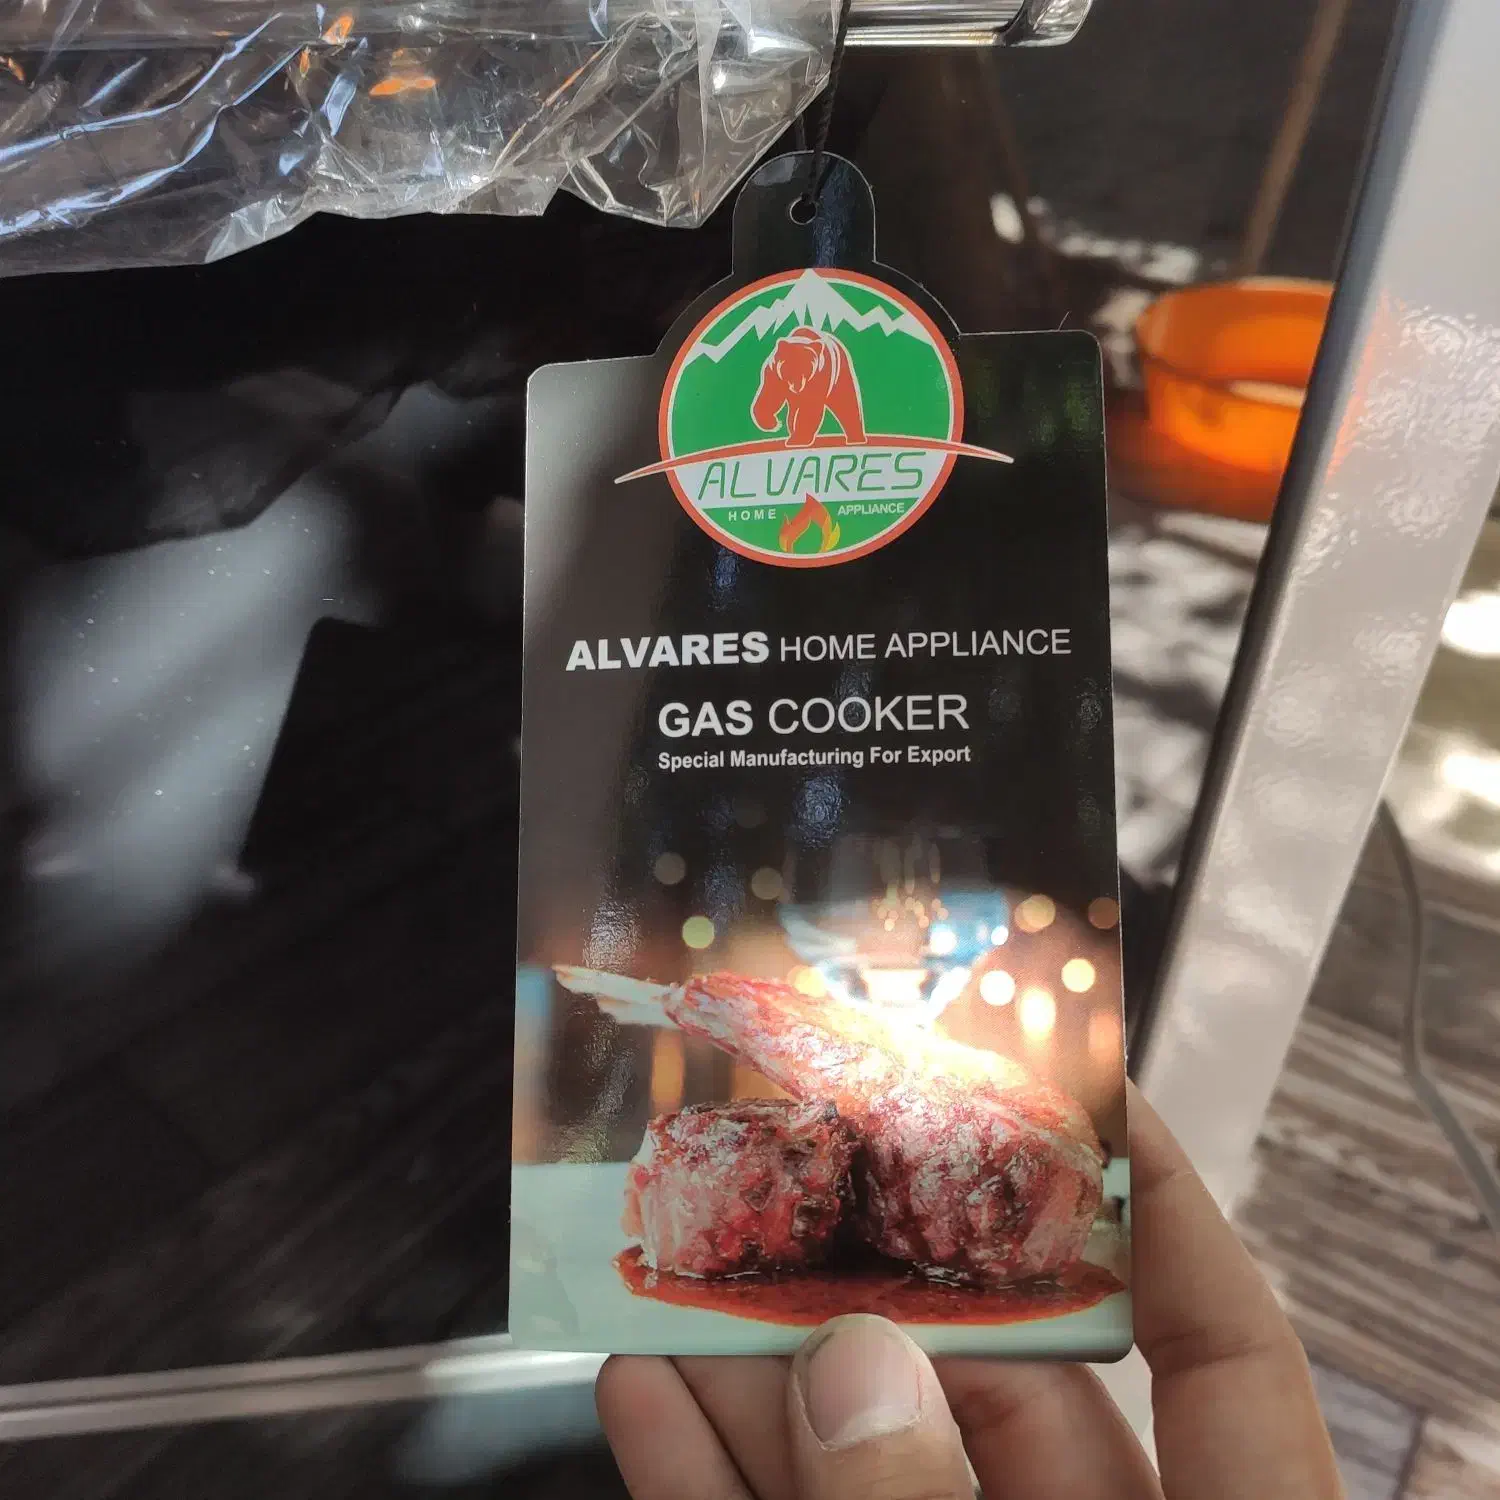 ALVARES
HOME APPLIANCE
ALVARES HOME APPLIANCE
GAS COOKER
Special Manufacturing For Export